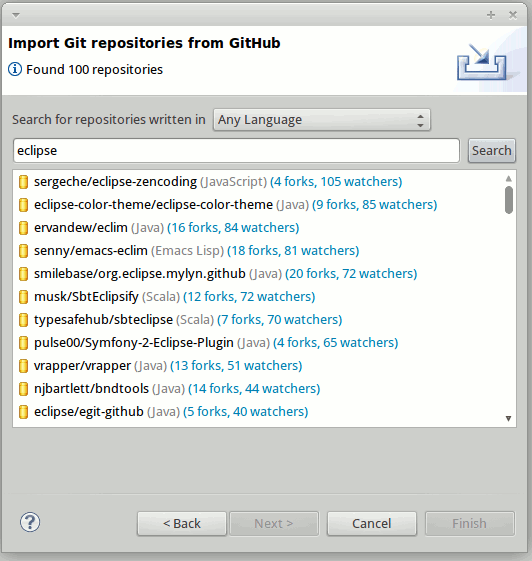 Import Git repositories from GitHub
Found 100 repositories
Search for repositories written in Any Language
eclipse Search
sergeche/eclipse-zencoding (JavaScript) (4 forks, 105 watchers)
eclipse-color-theme/eclipse-color-theme (Java) (9 forks, 85 watchers)
ervandew/eclim (Java) (16 forks, 84 watchers)
senny/emacs-eclim (Emacs Lisp) (18 forks, 81 watchers)
smilebase/org.eclipse.mylyn.github (Java) (20 forks, 72 watchers)
musk/SbtEclipsify (Scala) (12 forks, 72 watchers)
typesafehub/sbteclipse (Scala) (7 forks, 70 watchers)
pulse00/Symfony-2-Eclipse-Plugin (Java) (4 forks, 65 watchers)
vrapper/vrapper (Java) (13 forks, 51 watchers)
njbartlett/bndtools (Java) (14 forks, 44 watchers)
eclipse/egit-github (Java) (5 forks, 40 watchers)
? < Back Next > Cancel Finish